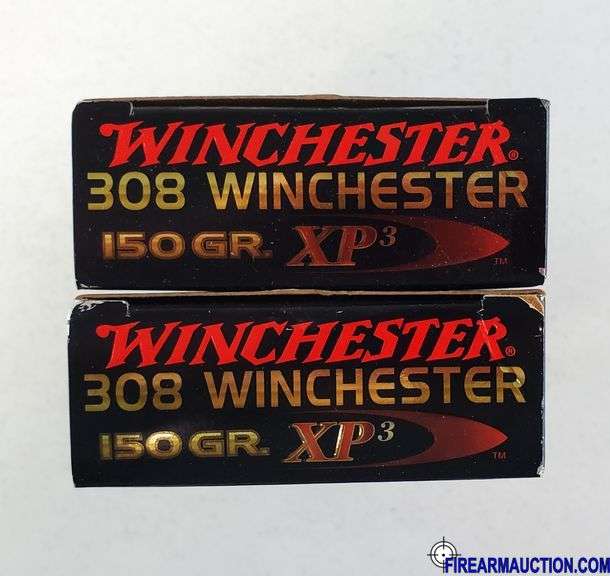 WINCHESTER®
308 WINCHESTER
150 GR. XP³ ™
WINCHESTER®
308 WINCHESTER
150 GR. XP³ ™
FIREARMAUCTION.COM